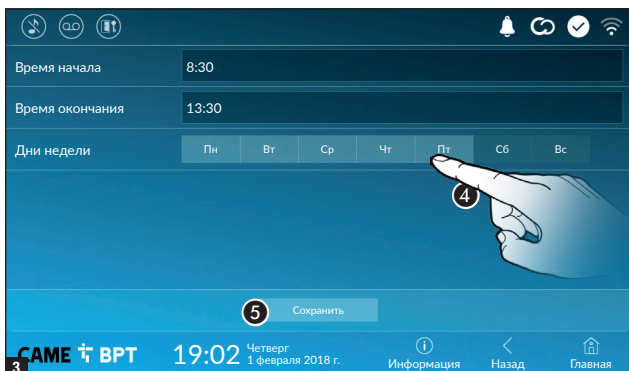 Время начала 8:30
Время окончания 13:30
Дни недели Пн Вт Ср Чт Пт Сб Вс
4
5 Сохранить
CAME BPT 19:02 Четверг
1 февраля 2018 г.
Информация Назад Главная
3